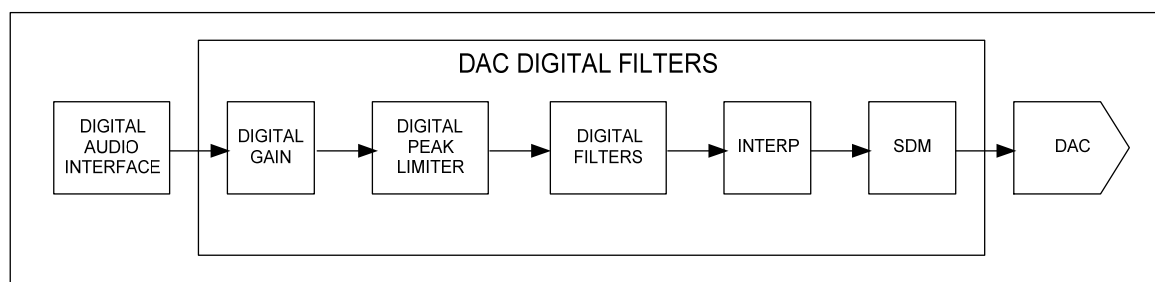 DAC DIGITAL FILTERS
DIGITAL
AUDIO
INTERFACE
DIGITAL
GAIN
DIGITAL
PEAK
LIMITER
DIGITAL
FILTERS
INTERP
SDM
DAC